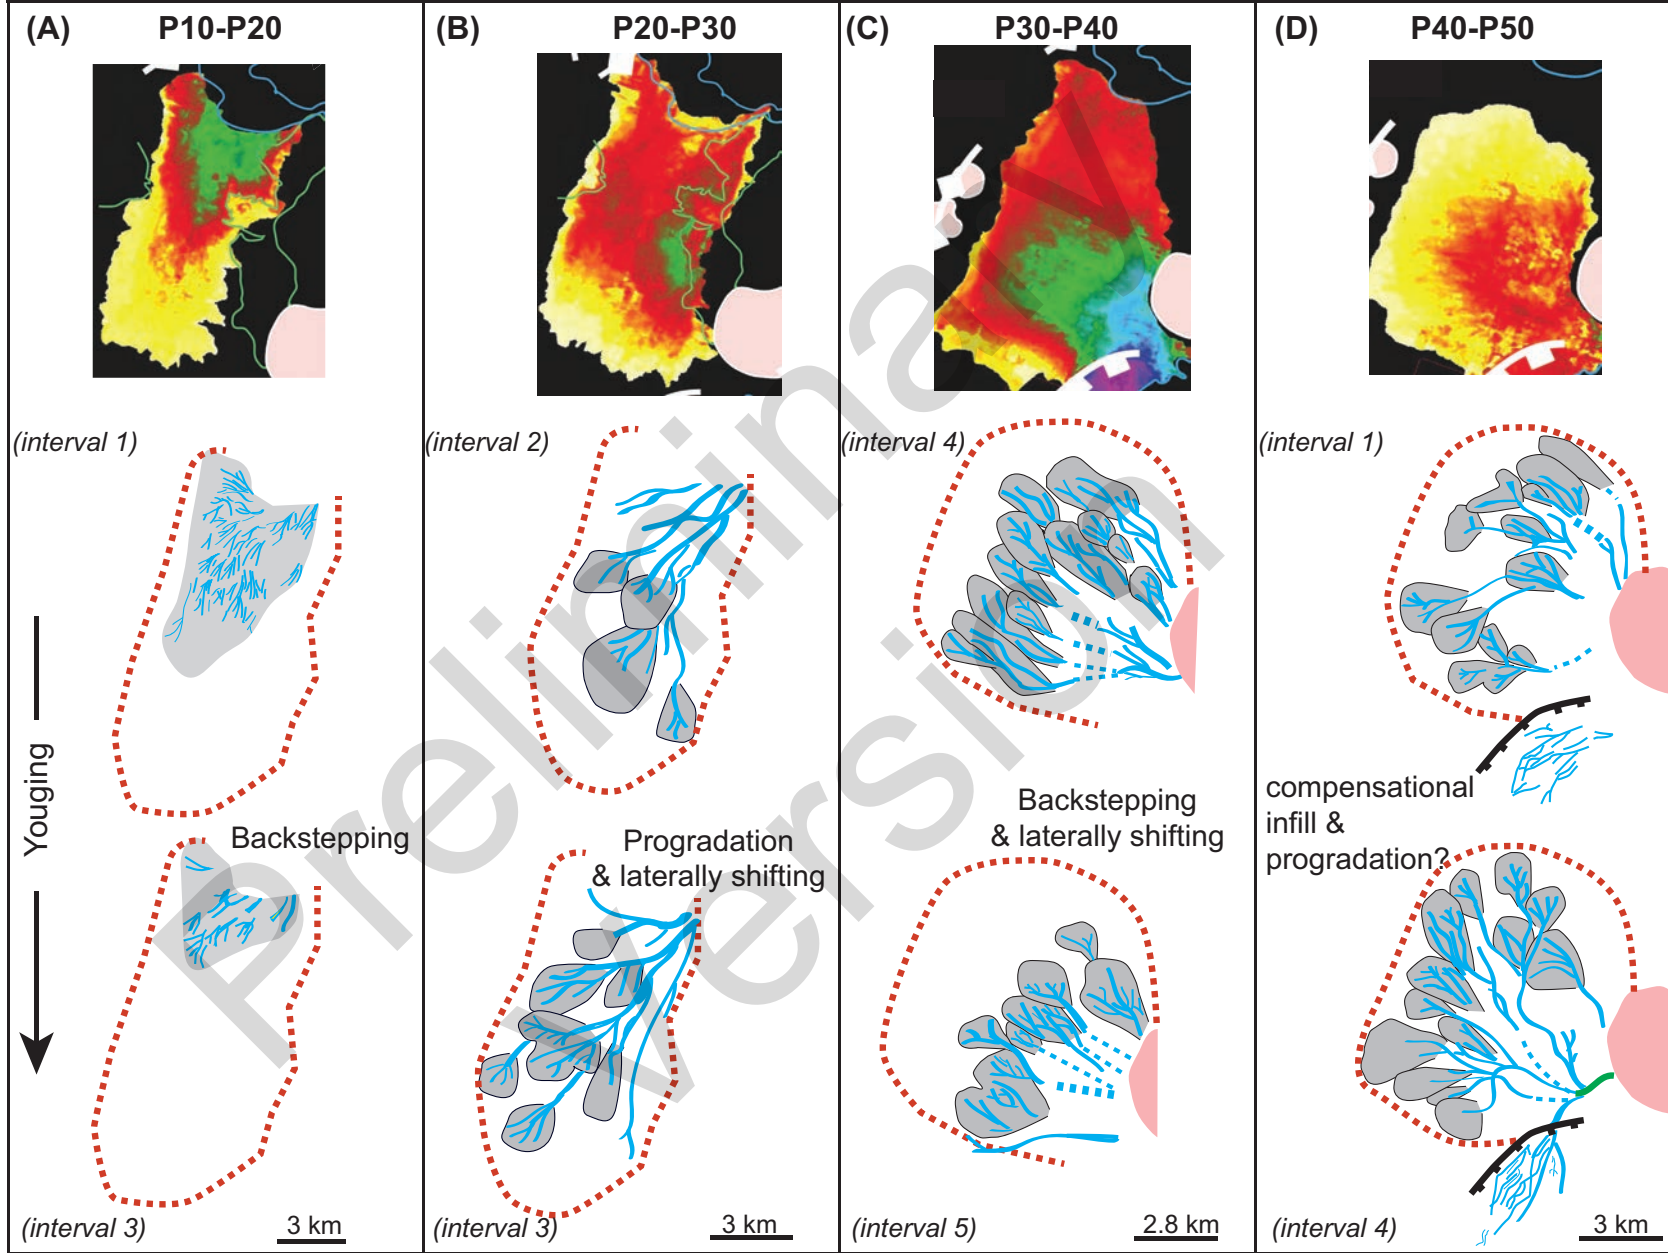 (A) P10-P20
(B) P20-P30
(C) P30-P40
(D) P40-P50
(interval 1)
(interval 2)
(interval 4)
(interval 1)
Youging
Backstepping
Progradation
& laterally shifting
Backstepping
& laterally shifting
compensational
infill &
progradation?
(interval 3)
3 km
(interval 3)
3 km
(interval 5)
2.8 km
(interval 4)
3 km
Preliminary
Version